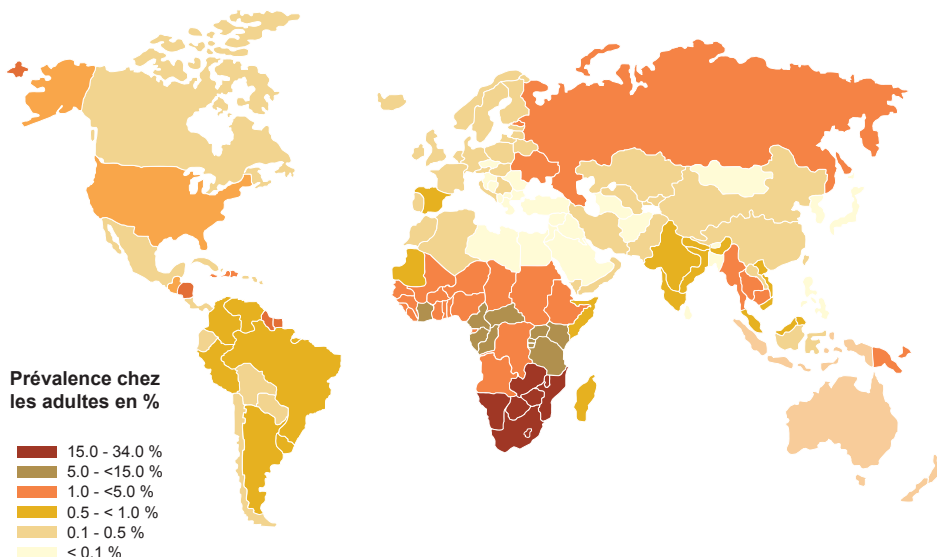 Prévalence chez
les adultes en %
15.0 - 34.0 %
5.0 - <15.0 %
1.0 - <5.0 %
0.5 - < 1.0 %
0.1 - 0.5 %
< 0.1 %